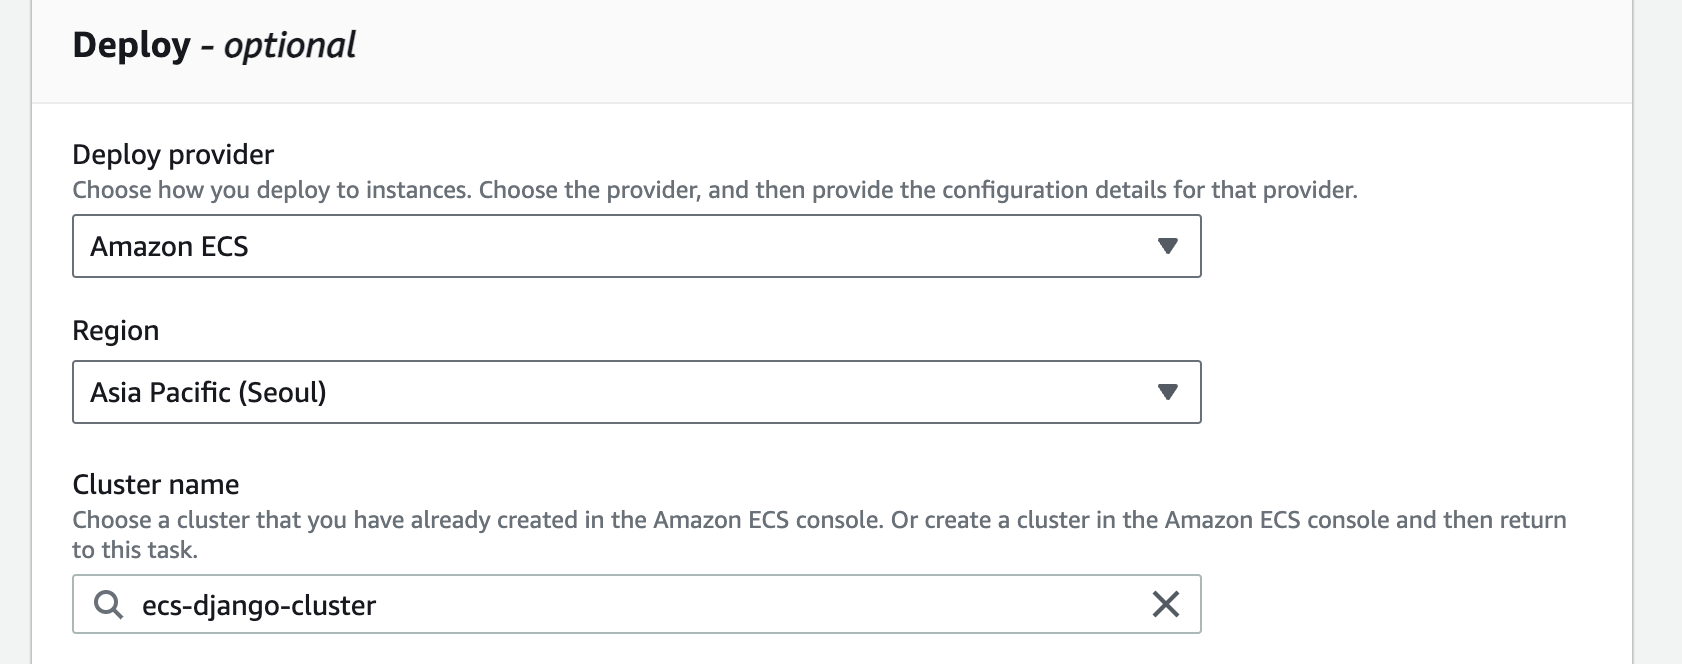 Deploy - optional
Deploy provider
Choose how you deploy to instances. Choose the provider, and then provide the configuration details for that provider.
Amazon ECS
Region
Asia Pacific (Seoul)
Cluster name
Choose a cluster that you have already created in the Amazon ECS console. Or create a cluster in the Amazon ECS console and then return
to this task.
ecs-django-cluster